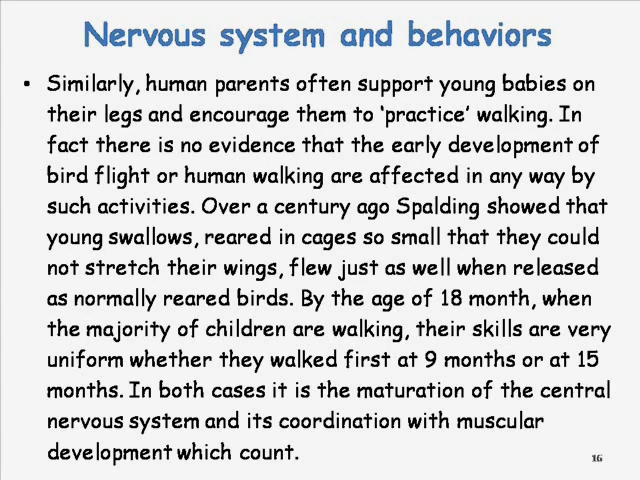 Nervous system and behaviors
• Similarly, human parents often support young babies on
their legs and encourage them to ‘practice’ walking. In
fact there is no evidence that the early development of
bird flight or human walking are affected in any way by
such activities. Over a century ago Spalding showed that
young swallows, reared in cages so small that they could
not stretch their wings, flew just as well when released
as normally reared birds. By the age of 18 month, when
the majority of children are walking, their skills are very
uniform whether they walked first at 9 months or at 15
months. In both cases it is the maturation of the central
nervous system and its coordination with muscular
development which count.
16